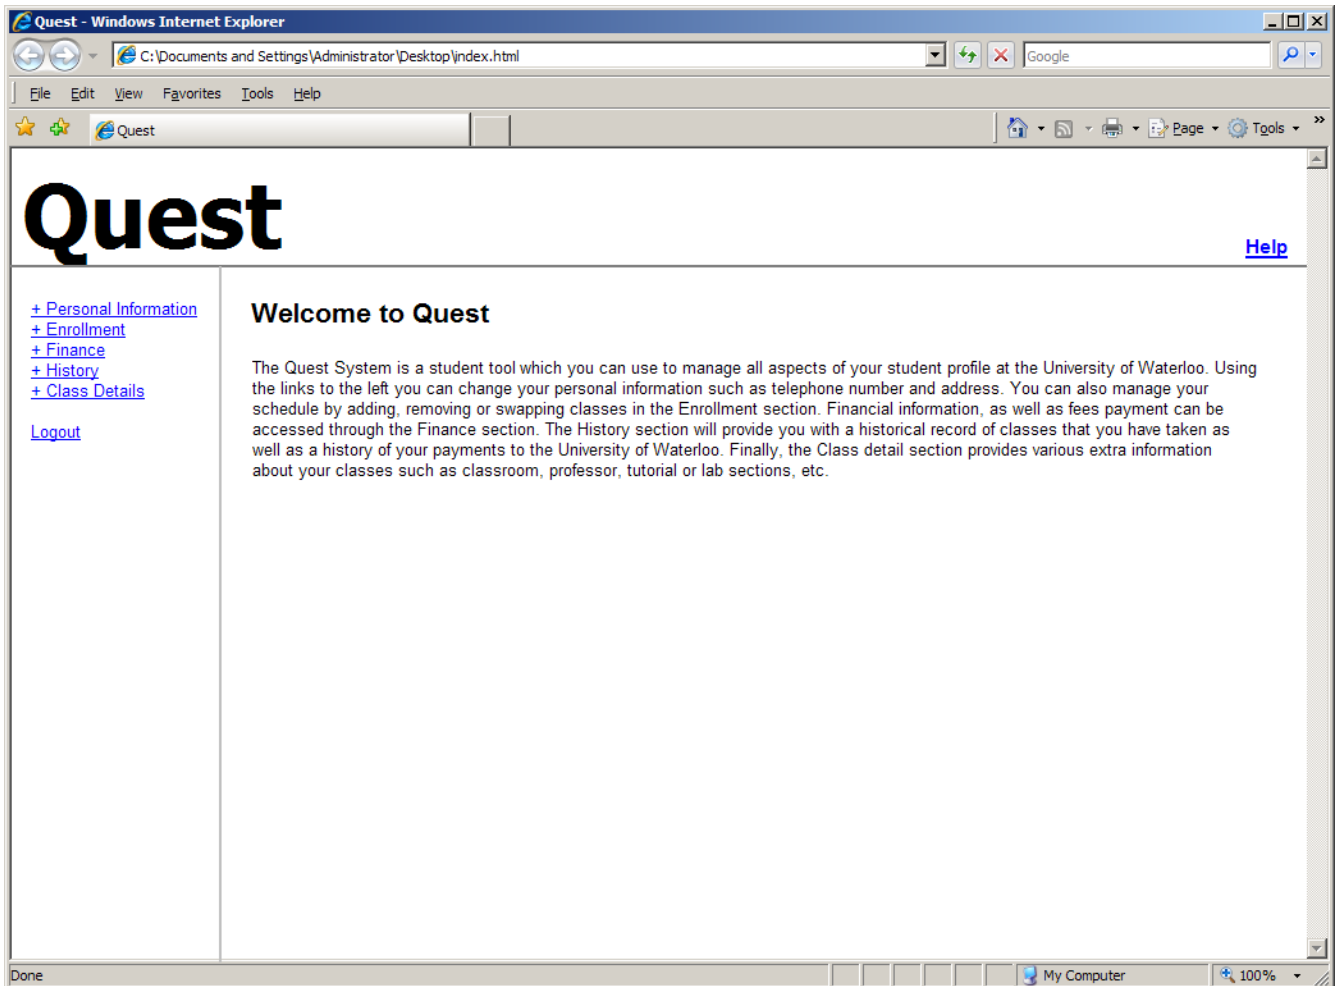 Quest - Windows Internet Explorer
C:\Documents and Settings\Administrator\Desktop\index.html
Google
File Edit View Favorites Tools Help
Quest
Page Tools »
Quest
Help
+ Personal Information
+ Enrollment
+ Finance
+ History
+ Class Details
Logout
Welcome to Quest
The Quest System is a student tool which you can use to manage all aspects of your student profile at the University of Waterloo. Using
the links to the left you can change your personal information such as telephone number and address. You can also manage your
schedule by adding, removing or swapping classes in the Enrollment section. Financial information, as well as fees payment can be
accessed through the Finance section. The History section will provide you with a historical record of classes that you have taken as
well as a history of your payments to the University of Waterloo. Finally, the Class detail section provides various extra information
about your classes such as classroom, professor, tutorial or lab sections, etc.
Done
My Computer
100%